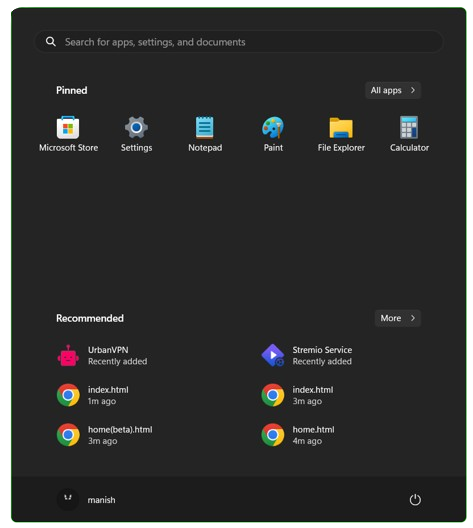 Search for apps, settings, and documents
Pinned
All apps
Microsoft Store
Settings
Notepad
Paint
File Explorer
Calculator
Recommended
More
UrbanVPN
Recently added
Stremio Service
Recently added
index.html
1m ago
index.html
3m ago
home(beta).html
3m ago
home.html
4m ago
manish